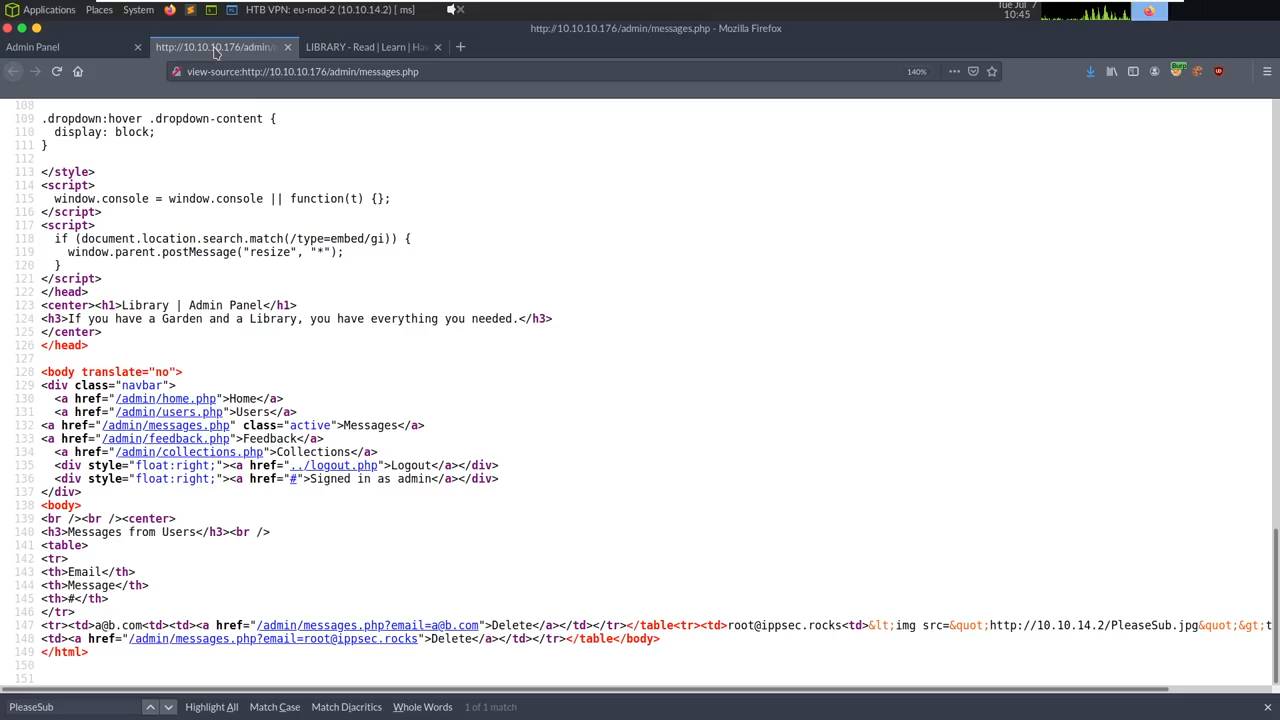 Applications Places System HTB VPN: eu-mod-2 (10.10.14.2) [ms]
Tue Jul 7
10:45
http://10.10.10.176/admin/messages.php - Mozilla Firefox
Admin Panel
http://10.10.10.176/admin/
LIBRARY - Read | Learn | Ha
view-source:http://10.10.10.176/admin/messages.php
140%
Burp
108
109 .dropdown:hover .dropdown-content {
110 display: block;
111 }
112
113 </style>
114 <script>
115 window.console = window.console || function(t) {};
116 </script>
117 <script>
118 if (document.location.search.match(/type=embed/gi)) {
119 window.parent.postMessage("resize", "*");
120 }
121 </script>
122 </head>
123 <center><h1>Library | Admin Panel</h1>
124 <h3>If you have a Garden and a Library, you have everything you needed.</h3>
125 </center>
126 </head>
127
128 <body translate="no">
129 <div class="navbar">
130 <a href="/admin/home.php">Home</a>
131 <a href="/admin/users.php">Users</a>
132 <a href="/admin/messages.php" class="active">Messages</a>
133 <a href="/admin/feedback.php">Feedback</a>
134 <a href="/admin/collections.php">Collections</a>
135 <div style="float:right;"><a href="../logout.php">Logout</a></div>
136 <div style="float:right;"><a href="#">Signed in as admin</a></div>
137 </div>
138 <body>
139 <br /><br /><center>
140 <h3>Messages from Users</h3><br />
141 <table>
142 <tr>
143 <th>Email</th>
144 <th>Message</th>
145 <th>#</th>
146 </tr>
147 <tr><td>a@b.com<td><td><a href="/admin/messages.php?email=a@b.com">Delete</a></td></tr></table><tr><td>root@ippsec.rocks<td>&lt;img src=&quot;http://10.10.14.2/PleaseSub.jpg&quot;&gt;t
148 <td><a href="/admin/messages.php?email=root@ippsec.rocks">Delete</a></td></tr></table></body>
149 </html>
150
151
PleaseSub
Highlight All Match Case Match Diacritics Whole Words 1 of 1 match